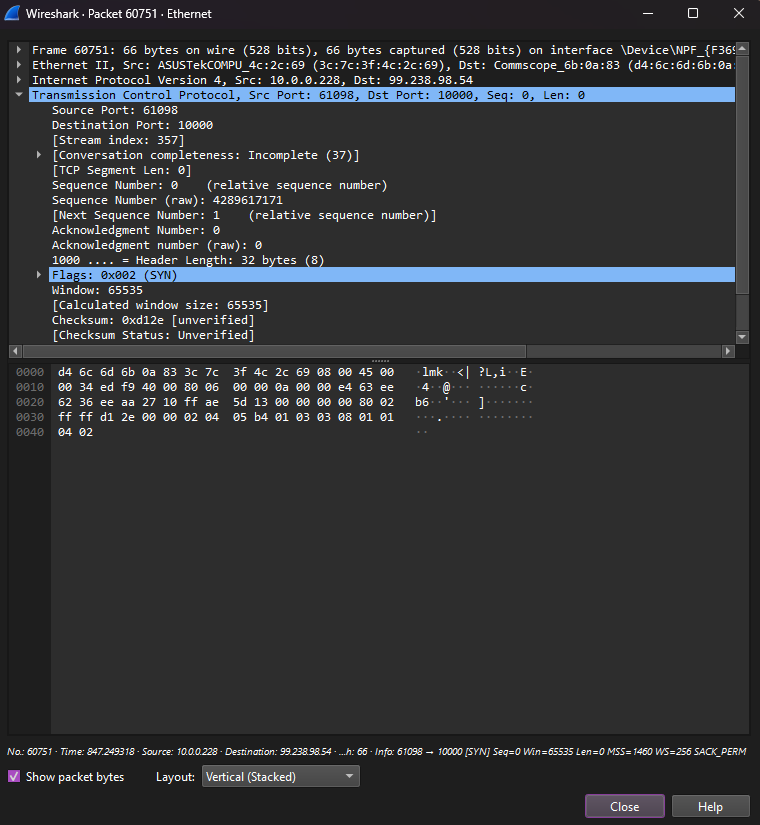 Wireshark · Packet 60751 · Ethernet
Frame 60751: 66 bytes on wire (528 bits), 66 bytes captured (528 bits) on interface \Device\NPF_{F369
Ethernet II, Src: ASUSTekCOMPU_4c:2c:69 (3c:7c:3f:4c:2c:69), Dst: Commscope_6b:0a:83 (d4:6c:6d:6b:0a:
Internet Protocol Version 4, Src: 10.0.0.228, Dst: 99.238.98.54
Transmission Control Protocol, Src Port: 61098, Dst Port: 10000, Seq: 0, Len: 0
Source Port: 61098
Destination Port: 10000
[Stream index: 357]
[Conversation completeness: Incomplete (37)]
[TCP Segment Len: 0]
Sequence Number: 0    (relative sequence number)
Sequence Number (raw): 4289617171
[Next Sequence Number: 1    (relative sequence number)]
Acknowledgment Number: 0
Acknowledgment number (raw): 0
1000 .... = Header Length: 32 bytes (8)
Flags: 0x002 (SYN)
Window: 65535
[Calculated window size: 65535]
Checksum: 0xd12e [unverified]
[Checksum Status: Unverified]
0000 d4 6c 6d 6b 0a 83 3c 7c 3f 4c 2c 69 08 00 45 00 ·lmk··<| ?L,i··E·
0010 00 34 ed f9 40 00 80 06 00 00 0a 00 00 e4 63 ee ·4··@··· ······c·
0020 62 36 ee aa 27 10 ff ae 5d 13 00 00 00 00 80 02 b6··'··· ]·······
0030 ff ff d1 2e 00 00 02 04 05 b4 01 03 03 08 01 01 ···.···· ········
0040 04 02 ··
No.: 60751 · Time: 847.249318 · Source: 10.0.0.228 · Destination: 99.238.98.54 · ...h: 66 · Info: 61098 → 10000 [SYN] Seq=0 Win=65535 Len=0 MSS=1460 WS=256 SACK_PERM
Show packet bytes Layout: Vertical (Stacked)
Close Help